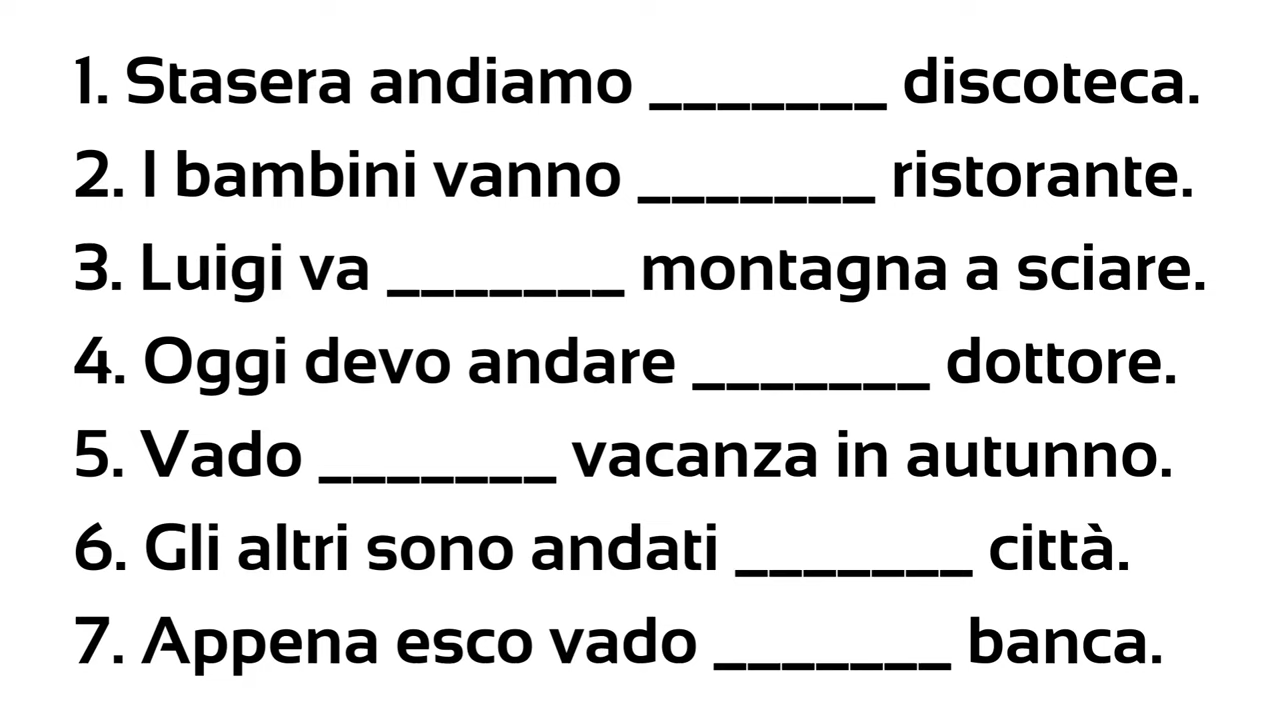 1. Stasera andiamo _______ discoteca.
2. I bambini vanno _______ ristorante.
3. Luigi va _______ montagna a sciare.
4. Oggi devo andare _______ dottore.
5. Vado _______ vacanza in autunno.
6. Gli altri sono andati _______ città.
7. Appena esco vado _______ banca.